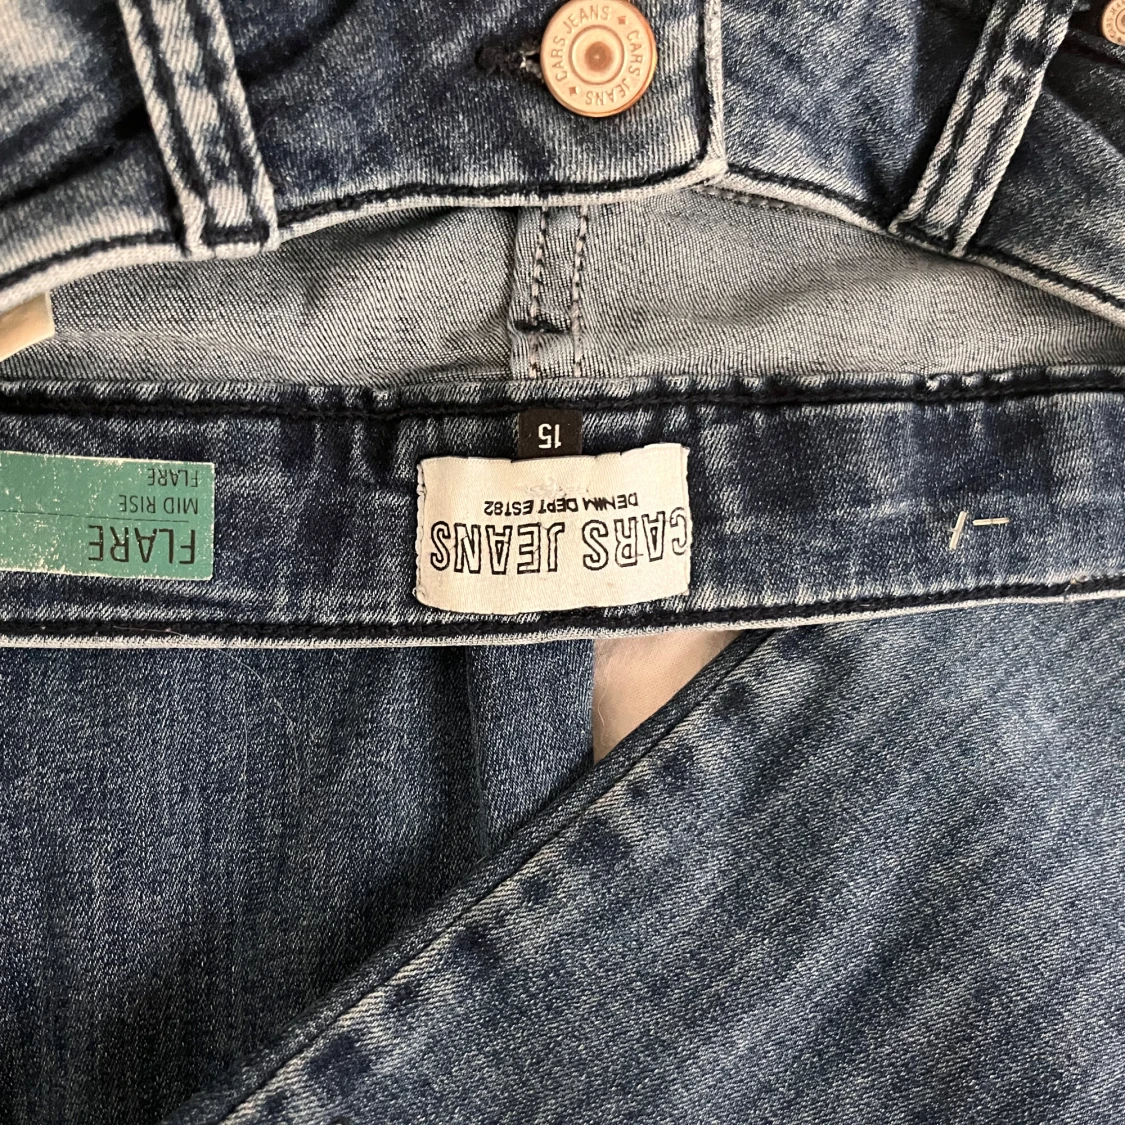 CARS JEANS ◆ CARS JEANS ◆
15
CARS JEANS
DENIM DEPT EST82
FLARE
MID RISE
FLARE